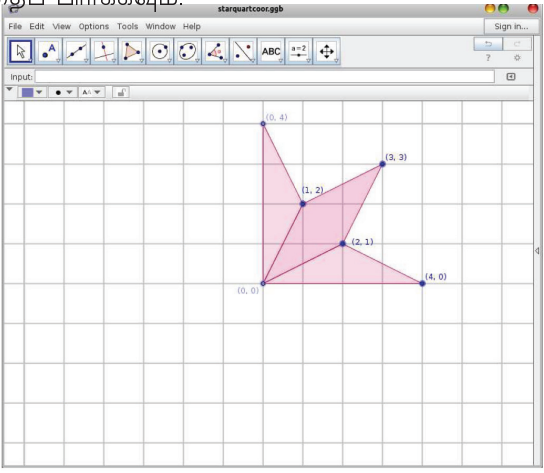 starquartcoor.ggb
File Edit View Options Tools Window Help
Sign in...
ABC a=2
Input:
AA
(0, 4)
(3, 3)
(1, 2)
(2, 1)
(4, 0)
(0, 0)